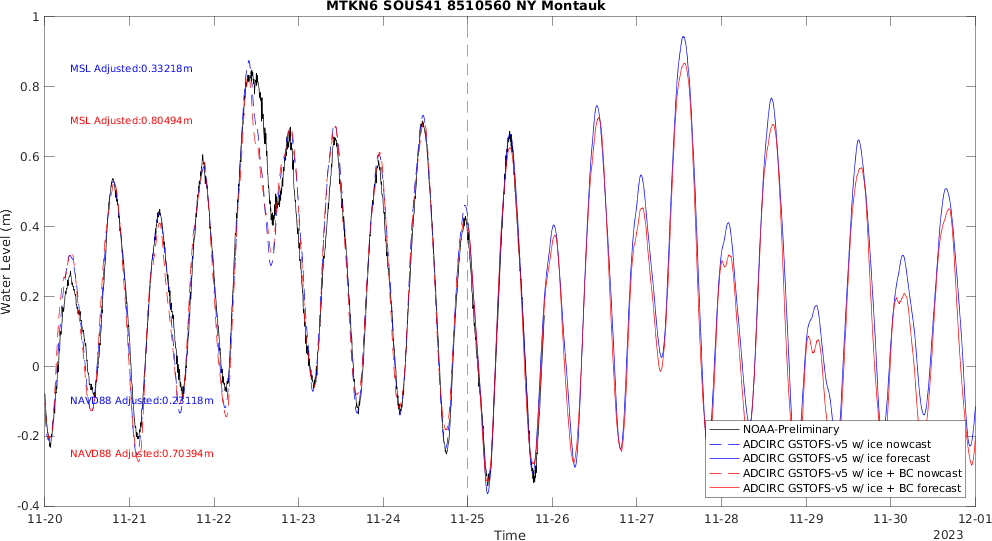 MTKN6 SOUS41 8510560 NY Montauk
1
0.8
0.6
0.4
0.2
0
-0.2
-0.4
Water Level (m)
MSL Adjusted:0.33218m
MSL Adjusted:0.80494m
NAVD88 Adjusted:0.23118m
NAVD88 Adjusted:0.70394m
NOAA-Preliminary
ADCIRC GSTOFS-v5 w/ ice nowcast
ADCIRC GSTOFS-v5 w/ ice forecast
ADCIRC GSTOFS-v5 w/ ice + BC nowcast
ADCIRC GSTOFS-v5 w/ ice + BC forecast
11-20 11-21 11-22 11-23 11-24 11-25 11-26 11-27 11-28 11-29 11-30 12-01
Time
2023